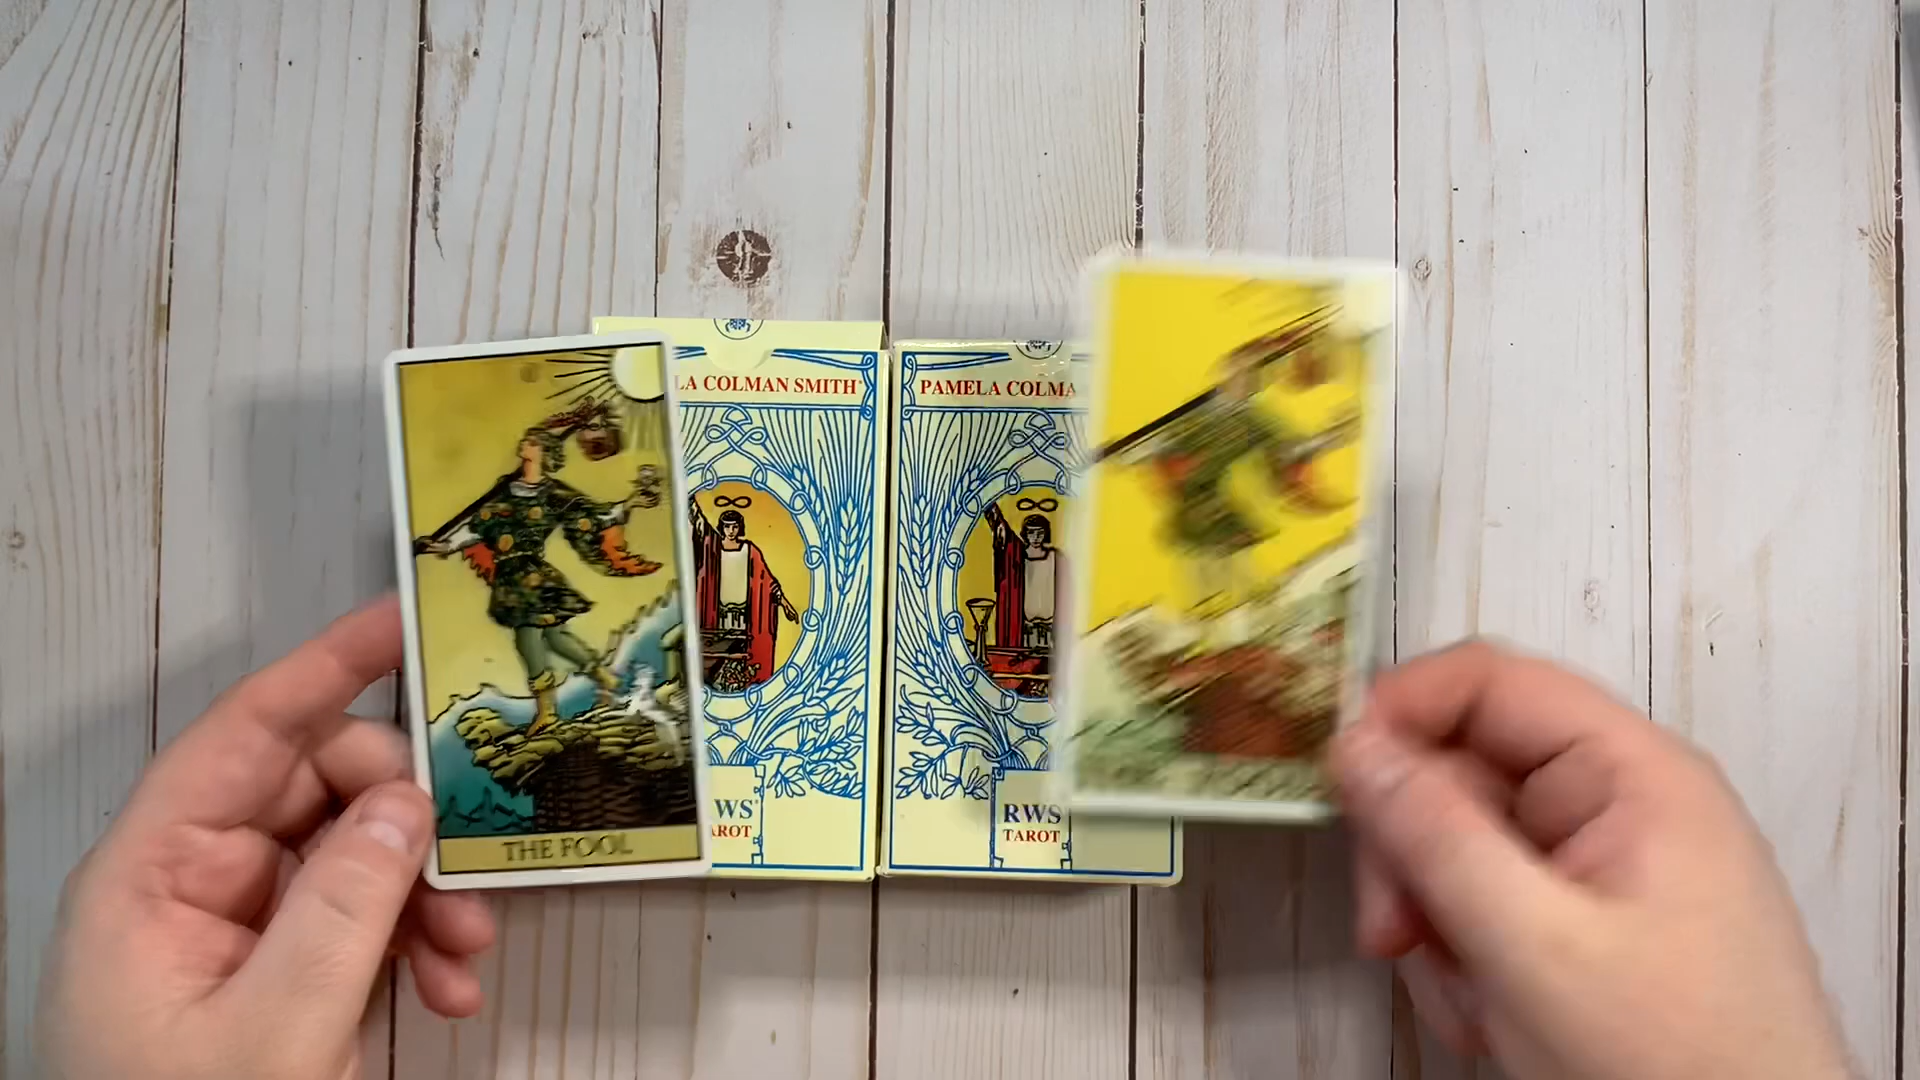 LA COLMAN SMITH®
PAMELA COLMA
WS®
AROT
RWS
TAROT
THE FOOL